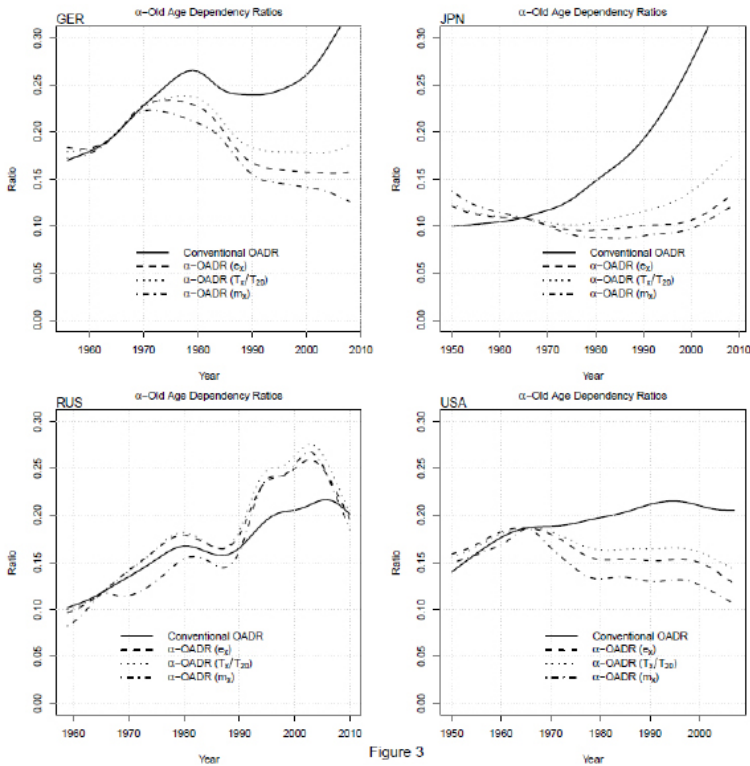 GER α−Old Age Dependency Ratios
0.30
0.25
0.20
0.15
0.10
0.05
0.00
Ratio
Conventional OADR
α−OADR (eₓ)
α−OADR (Tₓ/T₂₀)
α−OADR (mₓ)
1960 1970 1980 1990 2000 2010
Year
JPN α−Old Age Dependency Ratios
0.30
0.25
0.20
0.15
0.10
0.05
0.00
Ratio
Conventional OADR
α−OADR (eₓ)
α−OADR (Tₓ/T₂₀)
α−OADR (mₓ)
1950 1960 1970 1980 1990 2000 2010
Year
RUS α−Old Age Dependency Ratios
0.30
0.25
0.20
0.15
0.10
0.05
0.00
Ratio
Conventional OADR
α−OADR (eₓ)
α−OADR (Tₓ/T₂₀)
α−OADR (mₓ)
1960 1970 1980 1990 2000 2010
Year
USA α−Old Age Dependency Ratios
0.30
0.25
0.20
0.15
0.10
0.05
0.00
Ratio
Conventional OADR
α−OADR (eₓ)
α−OADR (Tₓ/T₂₀)
α−OADR (mₓ)
1950 1960 1970 1980 1990 2000
Year
Figure 3